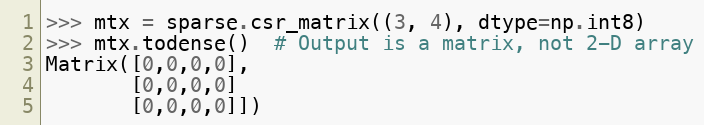 1 >>> mtx = sparse.csr_matrix((3, 4), dtype=np.int8)
2 >>> mtx.todense()  # Output is a matrix, not 2-D array
3 Matrix([0,0,0,0],
4        [0,0,0,0]
5        [0,0,0,0]])